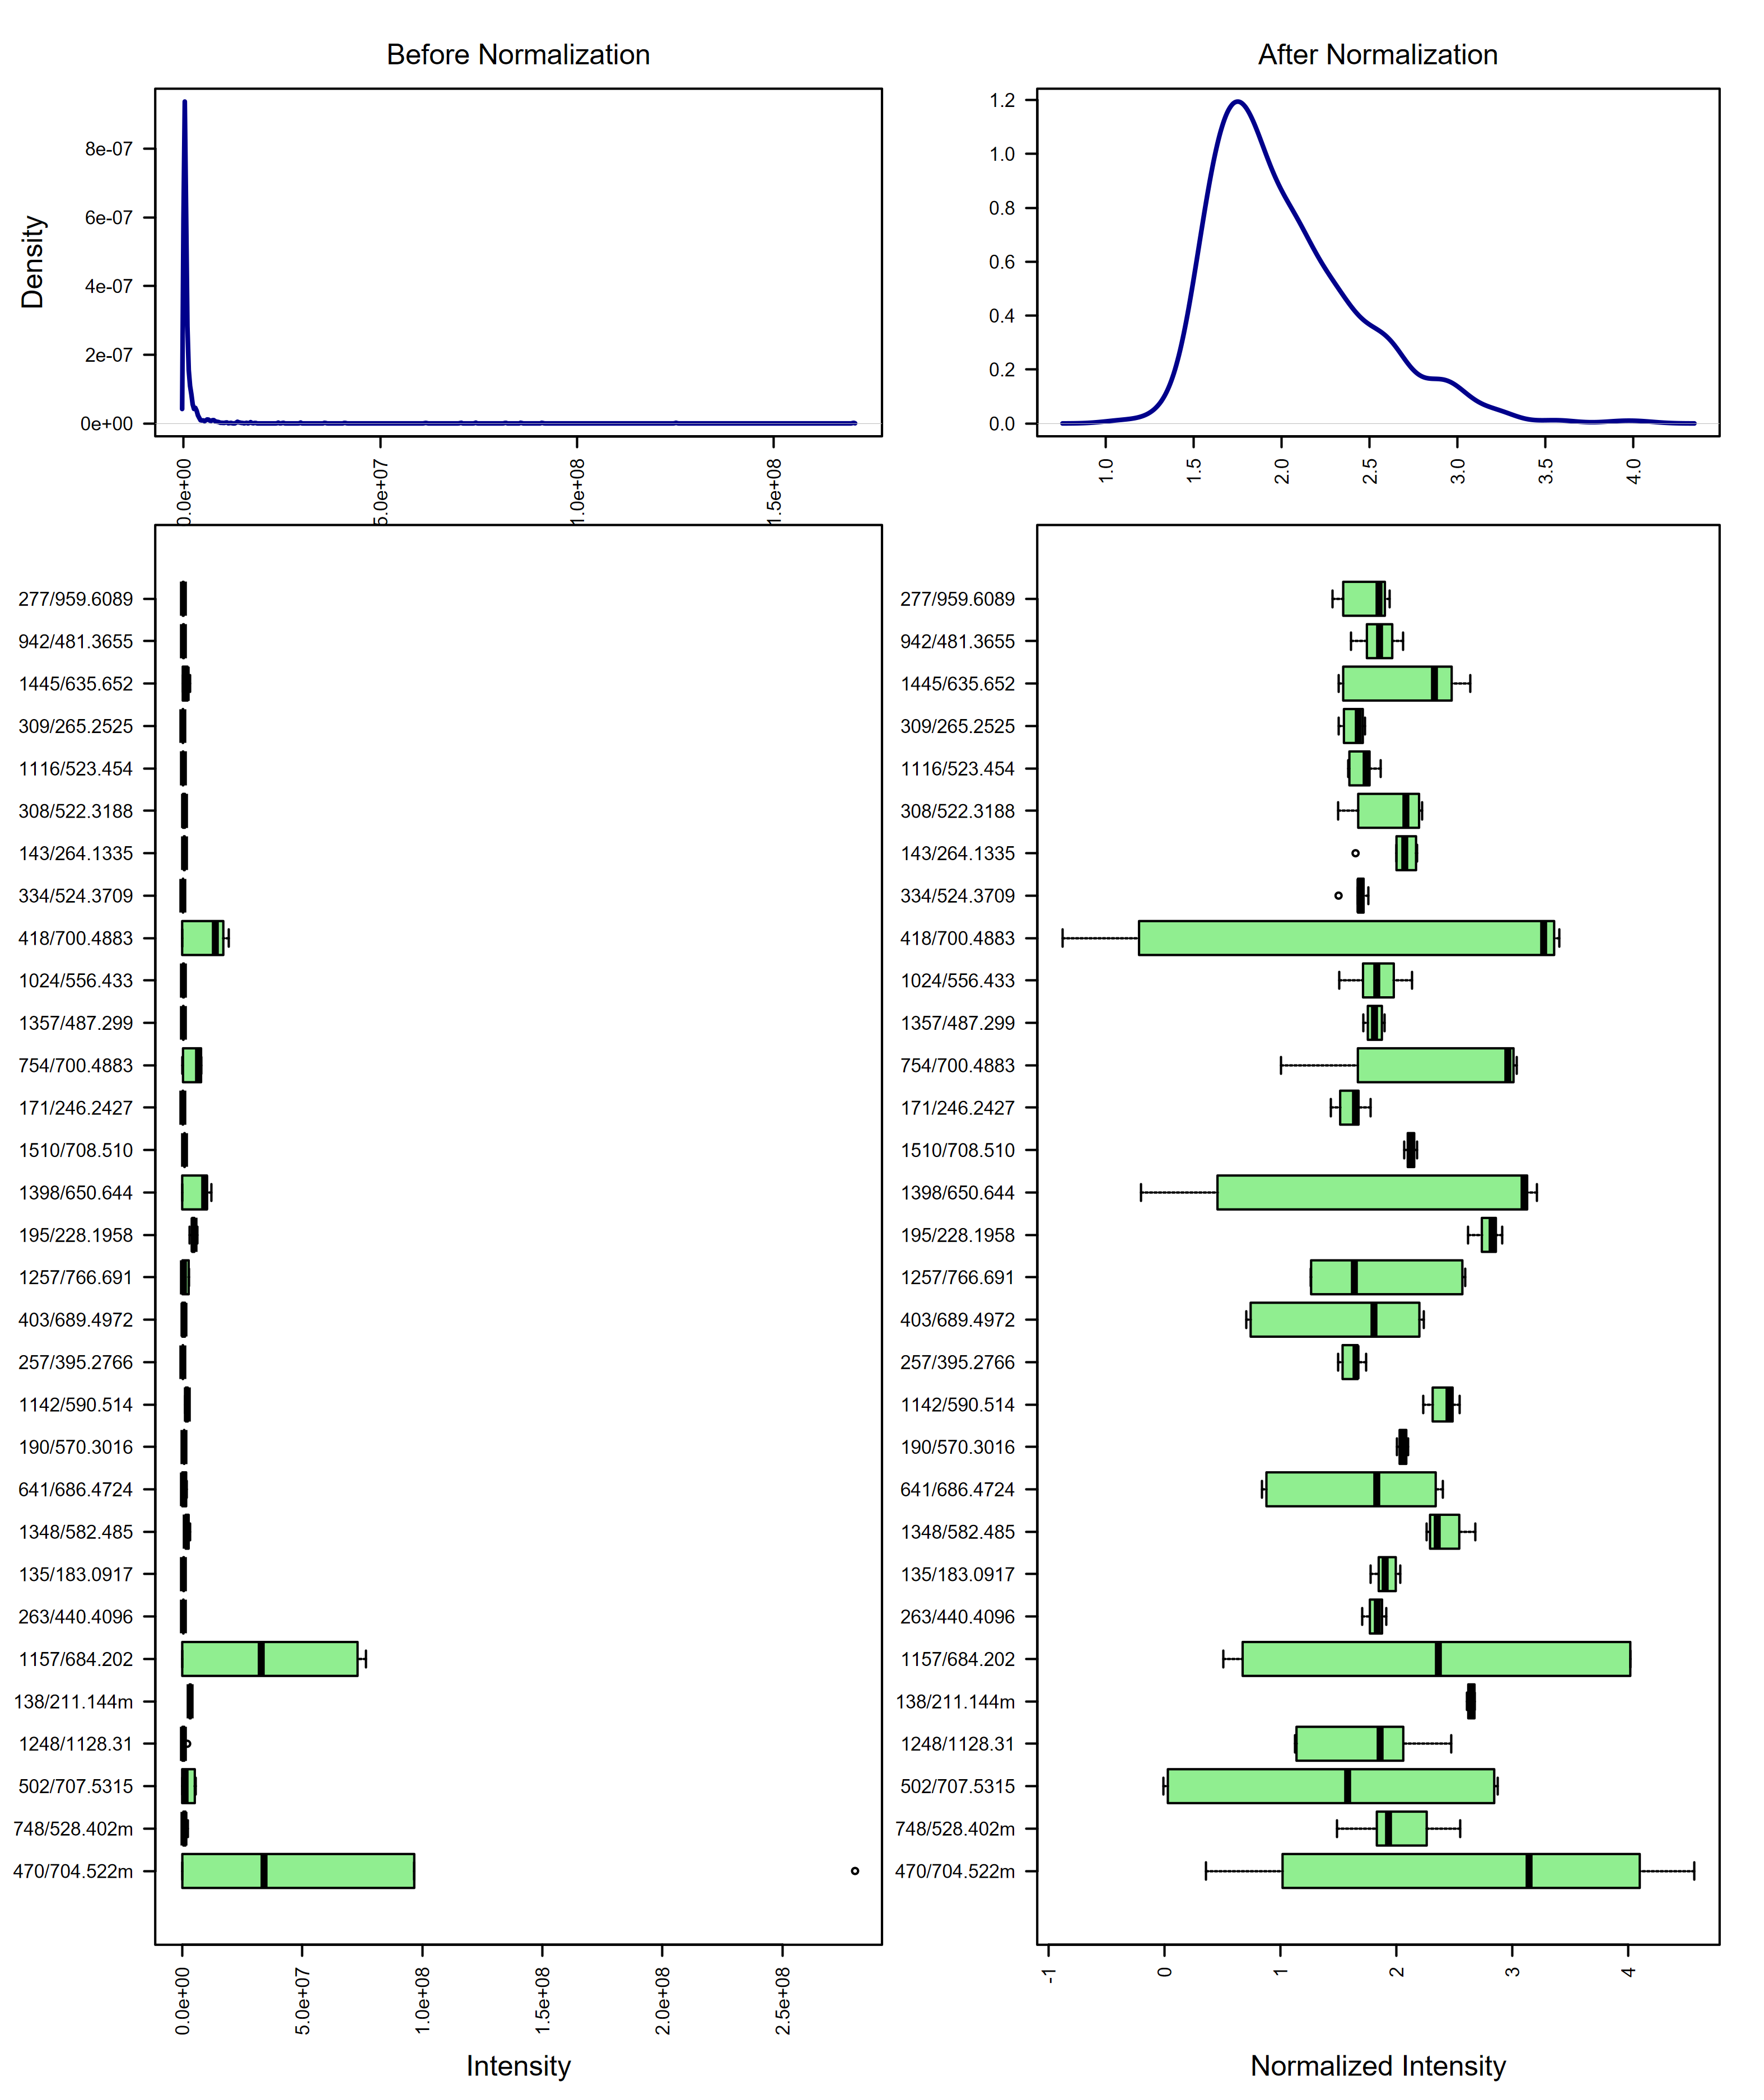 Before Normalization
After Normalization
Density
8e-07
6e-07
4e-07
2e-07
0e+00
0.0e+00
5.0e+07
1.0e+08
1.5e+08
1.2
1.0
0.8
0.6
0.4
0.2
0.0
1.0
1.5
2.0
2.5
3.0
3.5
4.0
277/959.6089
942/481.3655
1445/635.652
309/265.2525
1116/523.454
308/522.3188
143/264.1335
334/524.3709
418/700.4883
1024/556.433
1357/487.299
754/700.4883
171/246.2427
1510/708.510
1398/650.644
195/228.1958
1257/766.691
403/689.4972
257/395.2766
1142/590.514
190/570.3016
641/686.4724
1348/582.485
135/183.0917
263/440.4096
1157/684.202
138/211.144m
1248/1128.31
502/707.5315
748/528.402m
470/704.522m
0.0e+00
5.0e+07
1.0e+08
1.5e+08
2.0e+08
2.5e+08
Intensity
277/959.6089
942/481.3655
1445/635.652
309/265.2525
1116/523.454
308/522.3188
143/264.1335
334/524.3709
418/700.4883
1024/556.433
1357/487.299
754/700.4883
171/246.2427
1510/708.510
1398/650.644
195/228.1958
1257/766.691
403/689.4972
257/395.2766
1142/590.514
190/570.3016
641/686.4724
1348/582.485
135/183.0917
263/440.4096
1157/684.202
138/211.144m
1248/1128.31
502/707.5315
748/528.402m
470/704.522m
-1
0
1
2
3
4
Normalized Intensity